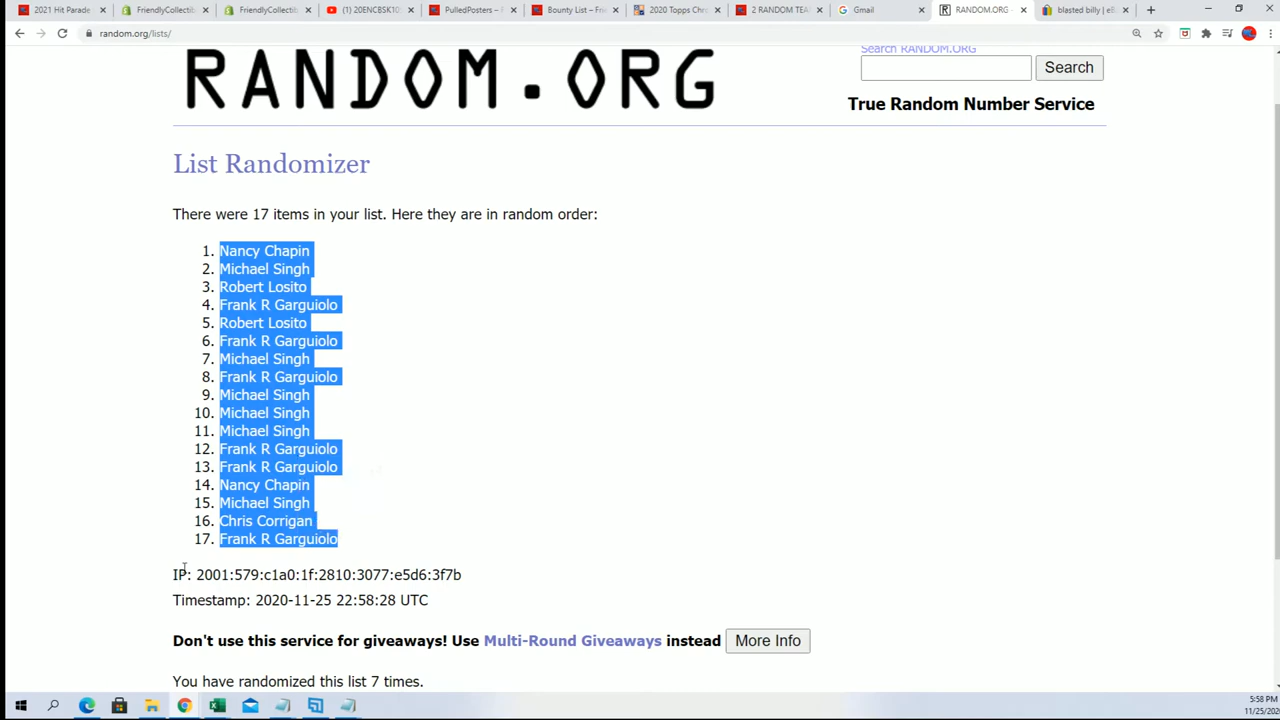 2021 Hit Parade
FriendlyCollectib
FriendlyCollectib
(1) 20ENCBSK10
PulledPosters –
Bounty List – Fre
2020 Topps Chr
2 RANDOM TEA
Gmail
RANDOM.ORG -
blasted billy | eB
random.org/lists/
RANDOM.ORG
Search RANDOM.ORG
Search
True Random Number Service
List Randomizer
There were 17 items in your list. Here they are in random order:
1. Nancy Chapin
2. Michael Singh
3. Robert Losito
4. Frank R Garguiolo
5. Robert Losito
6. Frank R Garguiolo
7. Michael Singh
8. Frank R Garguiolo
9. Michael Singh
10. Michael Singh
11. Michael Singh
12. Frank R Garguiolo
13. Frank R Garguiolo
14. Nancy Chapin
15. Michael Singh
16. Chris Corrigan
17. Frank R Garguiolo
IP: 2001:579:c1a0:1f:2810:3077:e5d6:3f7b
Timestamp: 2020-11-25 22:58:28 UTC
Don't use this service for giveaways! Use Multi-Round Giveaways instead More Info
You have randomized this list 7 times.
5:58 PM
11/25/202